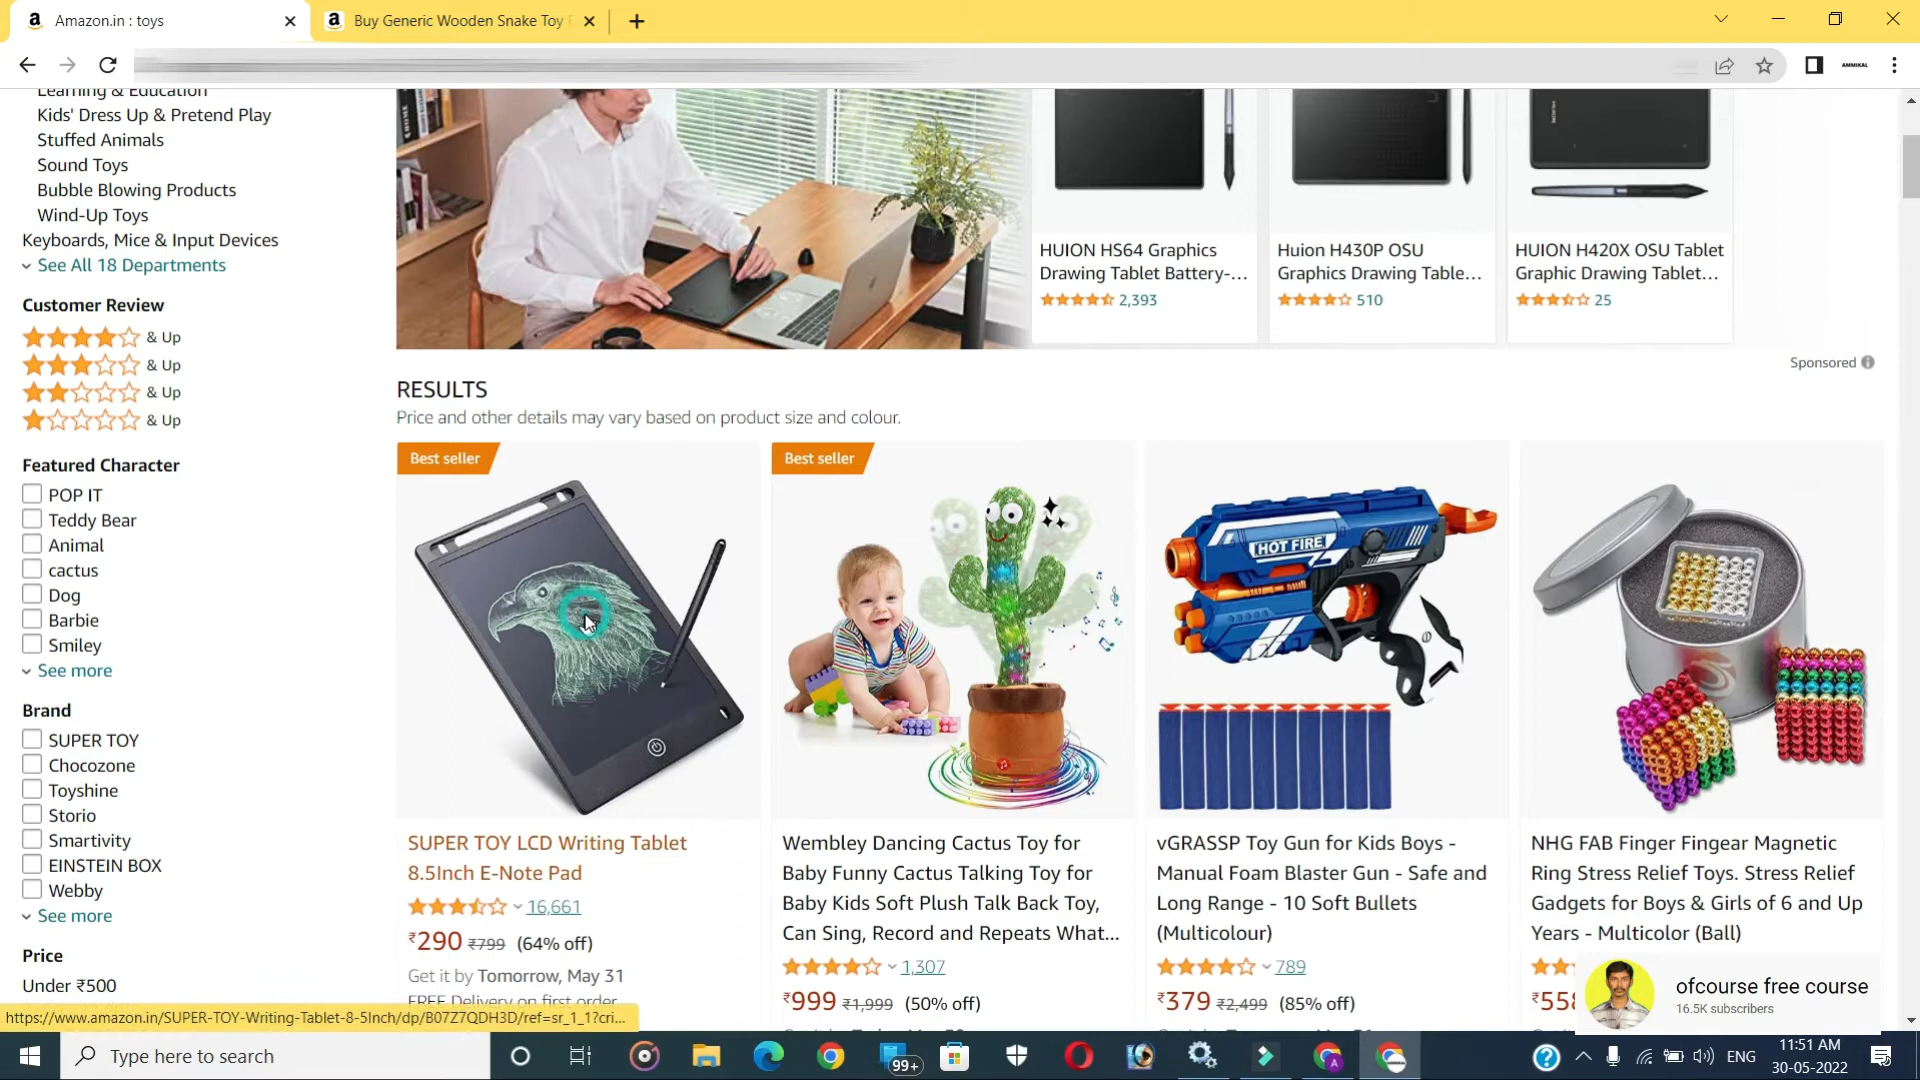 Amazon.in : toys
Buy Generic Wooden Snake Toy
AMMIKAL
Learning & Education
Kids' Dress Up & Pretend Play
Stuffed Animals
Sound Toys
Bubble Blowing Products
Wind-Up Toys
Keyboards, Mice & Input Devices
See All 18 Departments
Customer Review
& Up
& Up
& Up
& Up
Featured Character
POP IT
Teddy Bear
Animal
cactus
Dog
Barbie
Smiley
See more
Brand
SUPER TOY
Chocozone
Toyshine
Storio
Smartivity
EINSTEIN BOX
Webby
See more
Price
Under ₹500
HUION HS64 Graphics
Drawing Tablet Battery-...
2,393
Huion H430P OSU
Graphics Drawing Table...
510
HUION H420X OSU Tablet
Graphic Drawing Tablet...
25
Sponsored
RESULTS
Price and other details may vary based on product size and colour.
Best seller
SUPER TOY LCD Writing Tablet
8.5Inch E-Note Pad
16,661
₹290 ₹799 (64% off)
Get it by Tomorrow, May 31
FREE Delivery on first order
Best seller
Wembley Dancing Cactus Toy for
Baby Funny Cactus Talking Toy for
Baby Kids Soft Plush Talk Back Toy,
Can Sing, Record and Repeats What...
1,307
₹999 ₹1,999 (50% off)
HOT FIRE
vGRASSP Toy Gun for Kids Boys -
Manual Foam Blaster Gun - Safe and
Long Range - 10 Soft Bullets
(Multicolour)
789
₹379 ₹2,499 (85% off)
NHG FAB Finger Fingear Magnetic
Ring Stress Relief Toys. Stress Relief
Gadgets for Boys & Girls of 6 and Up
Years - Multicolor (Ball)
₹558
ofcourse free course
16.5K subscribers
https://www.amazon.in/SUPER-TOY-Writing-Tablet-8-5Inch/dp/B07Z7QDH3D/ref=sr_1_1?cri...
Type here to search
99+
ENG
11:51 AM
30-05-2022